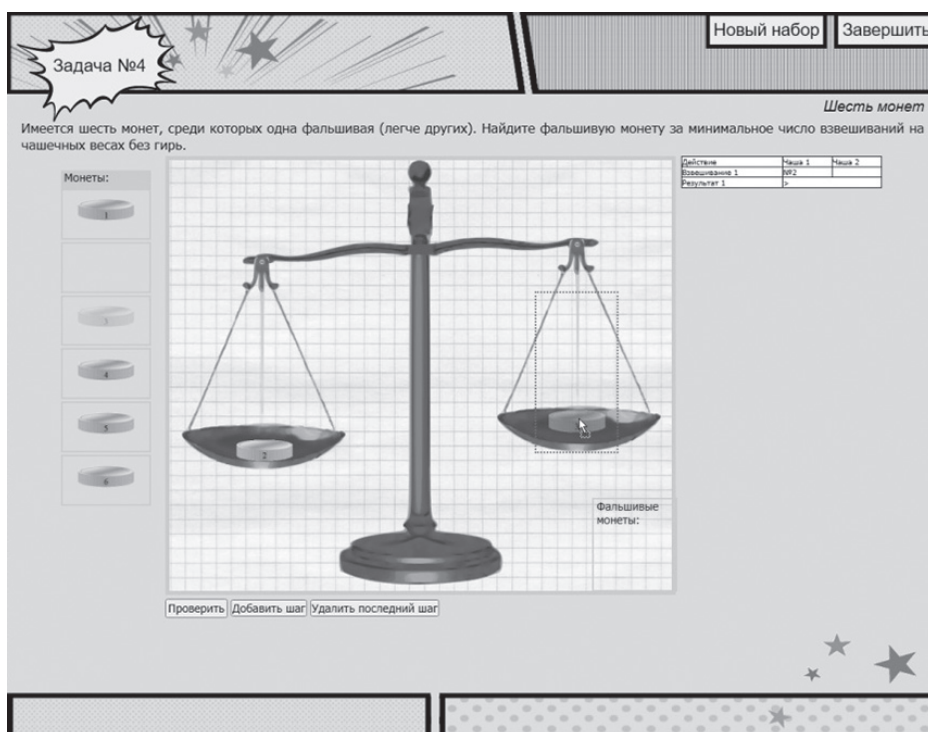 Новый набор
Завершить
Задача №4
Шесть монет
Имеется шесть монет, среди которых одна фальшивая (легче других). Найдите фальшивую монету за минимальное число взвешиваний на
чашечных весах без гирь.
Монеты:
Действие Чаша 1 Чаша 2
Взвешивание 1 №2
Результат 1 >
1
3
4
5
6
2
Фальшивые
монеты:
Проверить Добавить шаг Удалить последний шаг